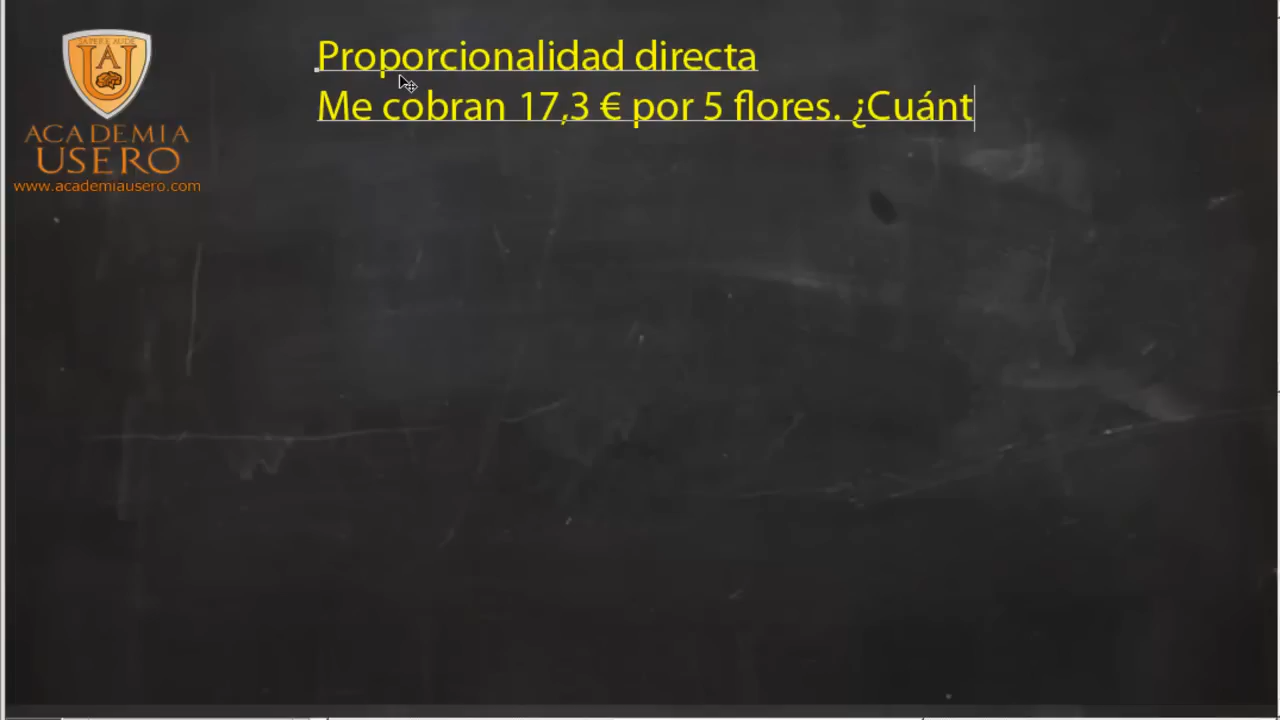 Proporcionalidad directa
Me cobran 17,3 € por 5 flores. ¿Cuánt
ACADEMIA
USERO
www.academiausero.com